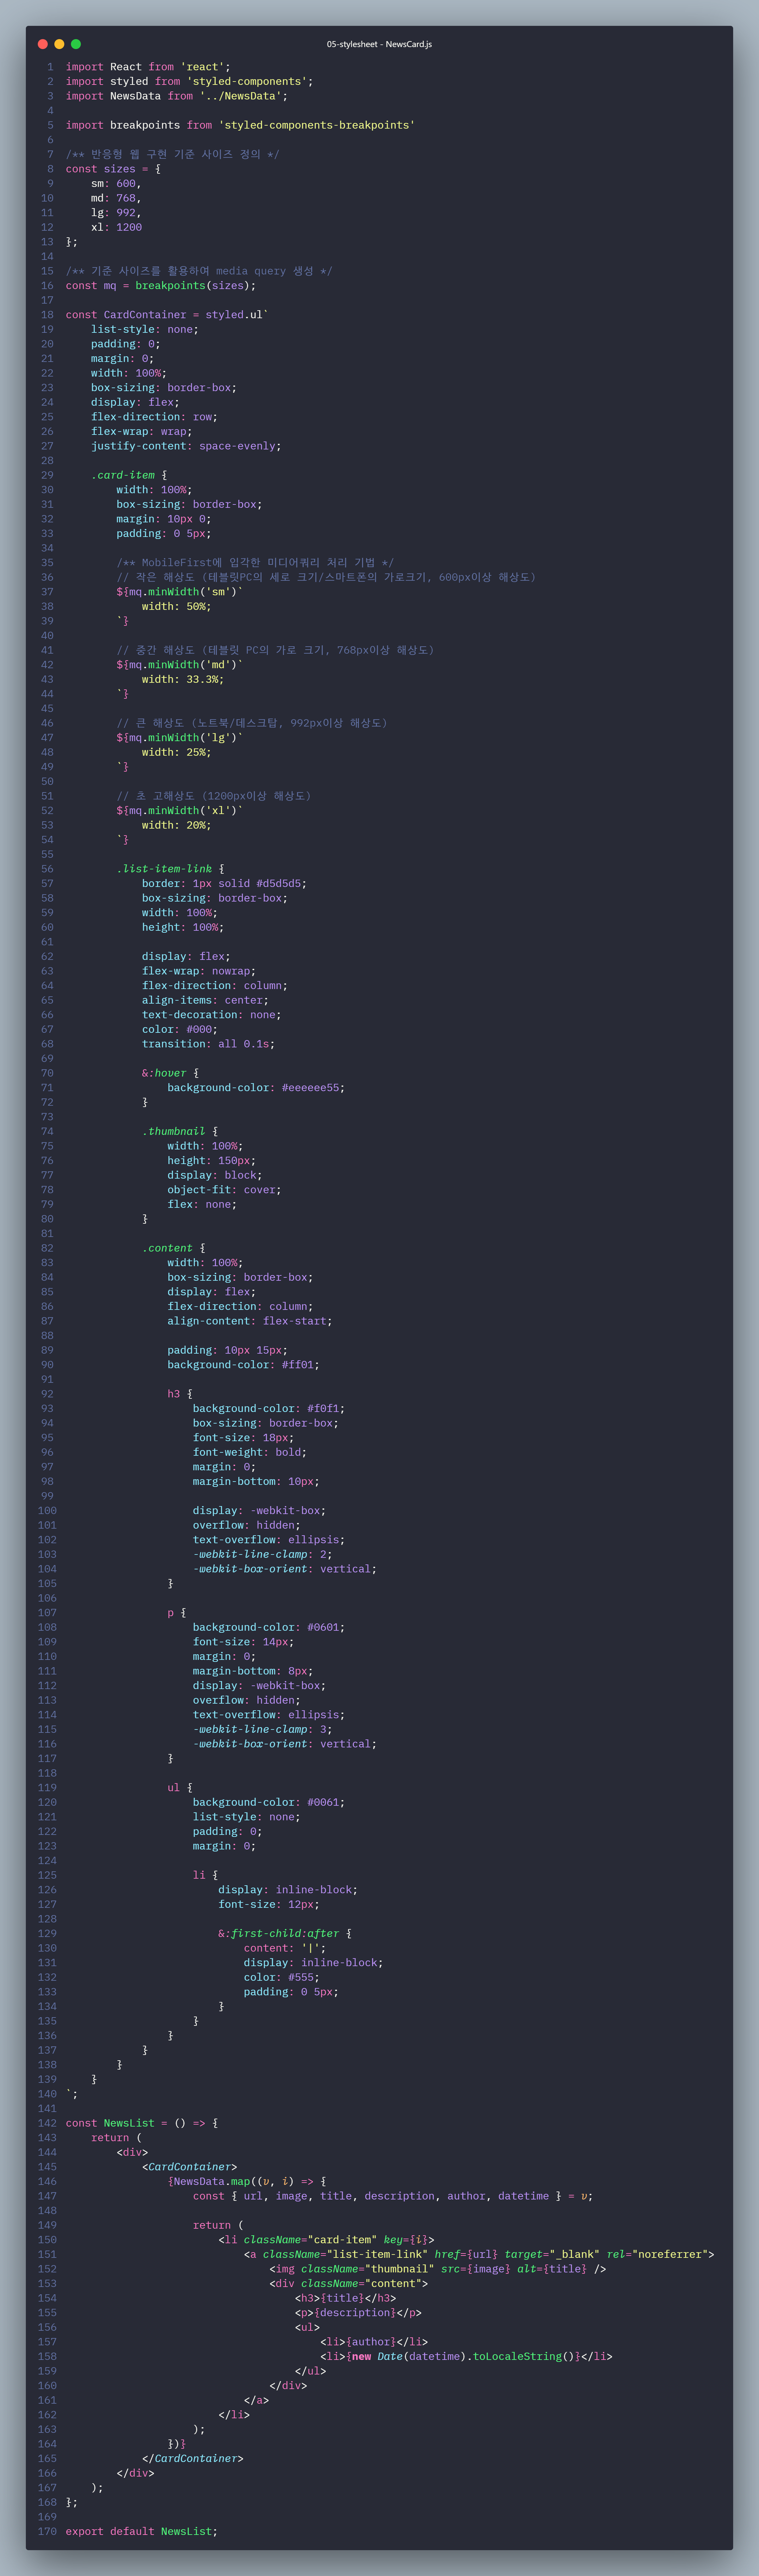 05-stylesheet - NewsCard.js
1 import React from 'react';
2 import styled from 'styled-components';
3 import NewsData from '../NewsData';
4
5 import breakpoints from 'styled-components-breakpoints'
6
7 /** 반응형 웹 구현 기준 사이즈 정의 */
8 const sizes = {
9     sm: 600,
10     md: 768,
11     lg: 992,
12     xl: 1200
13 };
14
15 /** 기준 사이즈를 활용하여 media query 생성 */
16 const mq = breakpoints(sizes);
17
18 const CardContainer = styled.ul`
19     list-style: none;
20     padding: 0;
21     margin: 0;
22     width: 100%;
23     box-sizing: border-box;
24     display: flex;
25     flex-direction: row;
26     flex-wrap: wrap;
27     justify-content: space-evenly;
28
29     .card-item {
30         width: 100%;
31         box-sizing: border-box;
32         margin: 10px 0;
33         padding: 0 5px;
34
35         /** MobileFirst에 입각한 미디어쿼리 처리 기법 */
36         // 작은 해상도 (테블릿PC의 세로 크기/스마트폰의 가로크기, 600px이상 해상도)
37         ${mq.minWidth('sm')`
38             width: 50%;
39         `}
40
41         // 중간 해상도 (테블릿 PC의 가로 크기, 768px이상 해상도)
42         ${mq.minWidth('md')`
43             width: 33.3%;
44         `}
45
46         // 큰 해상도 (노트북/데스크탑, 992px이상 해상도)
47         ${mq.minWidth('lg')`
48             width: 25%;
49         `}
50
51         // 초 고해상도 (1200px이상 해상도)
52         ${mq.minWidth('xl')`
53             width: 20%;
54         `}
55
56         .list-item-link {
57             border: 1px solid #d5d5d5;
58             box-sizing: border-box;
59             width: 100%;
60             height: 100%;
61
62             display: flex;
63             flex-wrap: nowrap;
64             flex-direction: column;
65             align-items: center;
66             text-decoration: none;
67             color: #000;
68             transition: all 0.1s;
69
70             &:hover {
71                 background-color: #eeeeee55;
72             }
73
74             .thumbnail {
75                 width: 100%;
76                 height: 150px;
77                 display: block;
78                 object-fit: cover;
79                 flex: none;
80             }
81
82             .content {
83                 width: 100%;
84                 box-sizing: border-box;
85                 display: flex;
86                 flex-direction: column;
87                 align-content: flex-start;
88
89                 padding: 10px 15px;
90                 background-color: #ff01;
91
92                 h3 {
93                     background-color: #f0f1;
94                     box-sizing: border-box;
95                     font-size: 18px;
96                     font-weight: bold;
97                     margin: 0;
98                     margin-bottom: 10px;
99
100                     display: -webkit-box;
101                     overflow: hidden;
102                     text-overflow: ellipsis;
103                     -webkit-line-clamp: 2;
104                     -webkit-box-orient: vertical;
105                 }
106
107                 p {
108                     background-color: #0601;
109                     font-size: 14px;
110                     margin: 0;
111                     margin-bottom: 8px;
112                     display: -webkit-box;
113                     overflow: hidden;
114                     text-overflow: ellipsis;
115                     -webkit-line-clamp: 3;
116                     -webkit-box-orient: vertical;
117                 }
118
119                 ul {
120                     background-color: #0061;
121                     list-style: none;
122                     padding: 0;
123                     margin: 0;
124
125                     li {
126                         display: inline-block;
127                         font-size: 12px;
128
129                         &:first-child:after {
130                             content: '|';
131                             display: inline-block;
132                             color: #555;
133                             padding: 0 5px;
134                         }
135                     }
136                 }
137             }
138         }
139     }
140 `;
141
142 const NewsList = () => {
143     return (
144         <div>
145             <CardContainer>
146                 {NewsData.map((v, i) => {
147                     const { url, image, title, description, author, datetime } = v;
148
149                     return (
150                         <li className="card-item" key={i}>
151                             <a className="list-item-link" href={url} target="_blank" rel="noreferrer">
152                                 <img className="thumbnail" src={image} alt={title} />
153                                 <div className="content">
154                                     <h3>{title}</h3>
155                                     <p>{description}</p>
156                                     <ul>
157                                         <li>{author}</li>
158                                         <li>{new Date(datetime).toLocaleString()}</li>
159                                     </ul>
160                                 </div>
161                             </a>
162                         </li>
163                     );
164                 })}
165             </CardContainer>
166         </div>
167     );
168 };
169
170 export default NewsList;